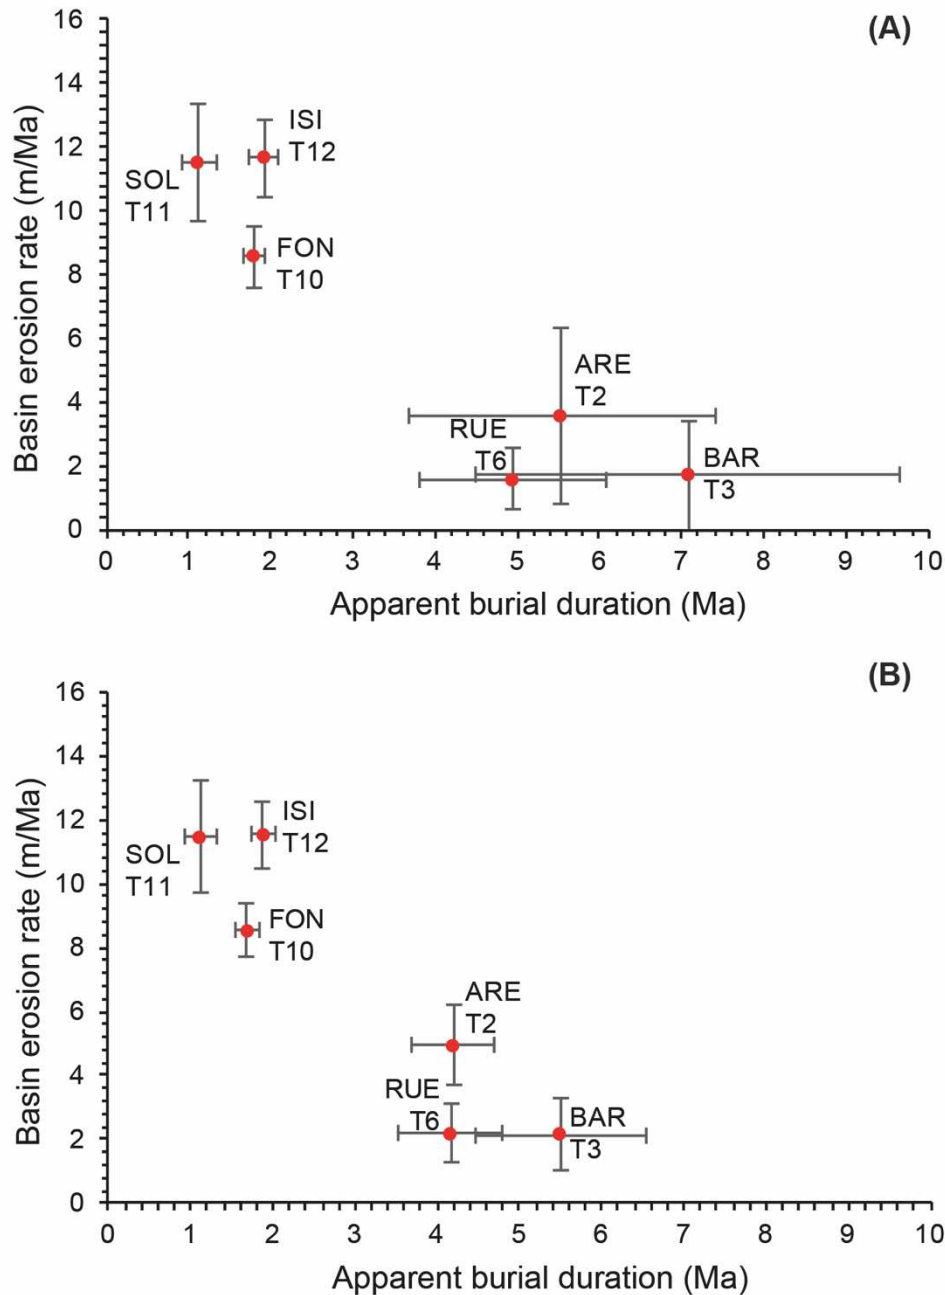 (A)
16
14
12
10
8
6
4
2
0
Basin erosion rate (m/Ma)
ISI
T12
SOL
T11
FON
T10
ARE
T2
RUE
T6
BAR
T3
0 1 2 3 4 5 6 7 8 9 10
Apparent burial duration (Ma)
(B)
16
14
12
10
8
6
4
2
0
Basin erosion rate (m/Ma)
ISI
T12
SOL
T11
FON
T10
ARE
T2
RUE
T6
BAR
T3
0 1 2 3 4 5 6 7 8 9 10
Apparent burial duration (Ma)